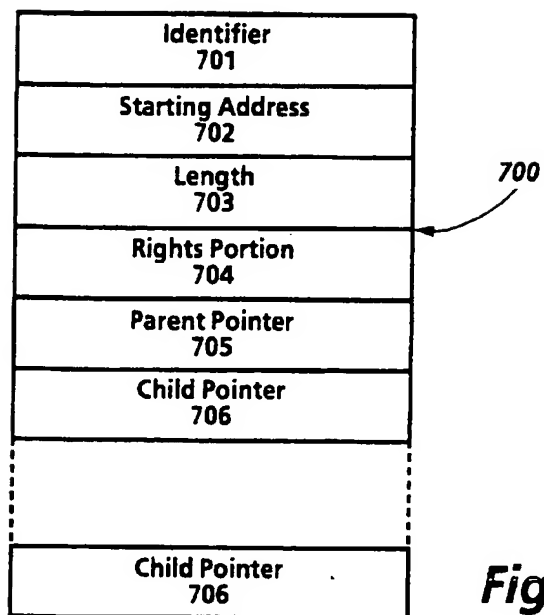 Identifier
701
Starting Address
702
Length
703
700
Rights Portion
704
Parent Pointer
705
Child Pointer
706
Child Pointer
706
Fig